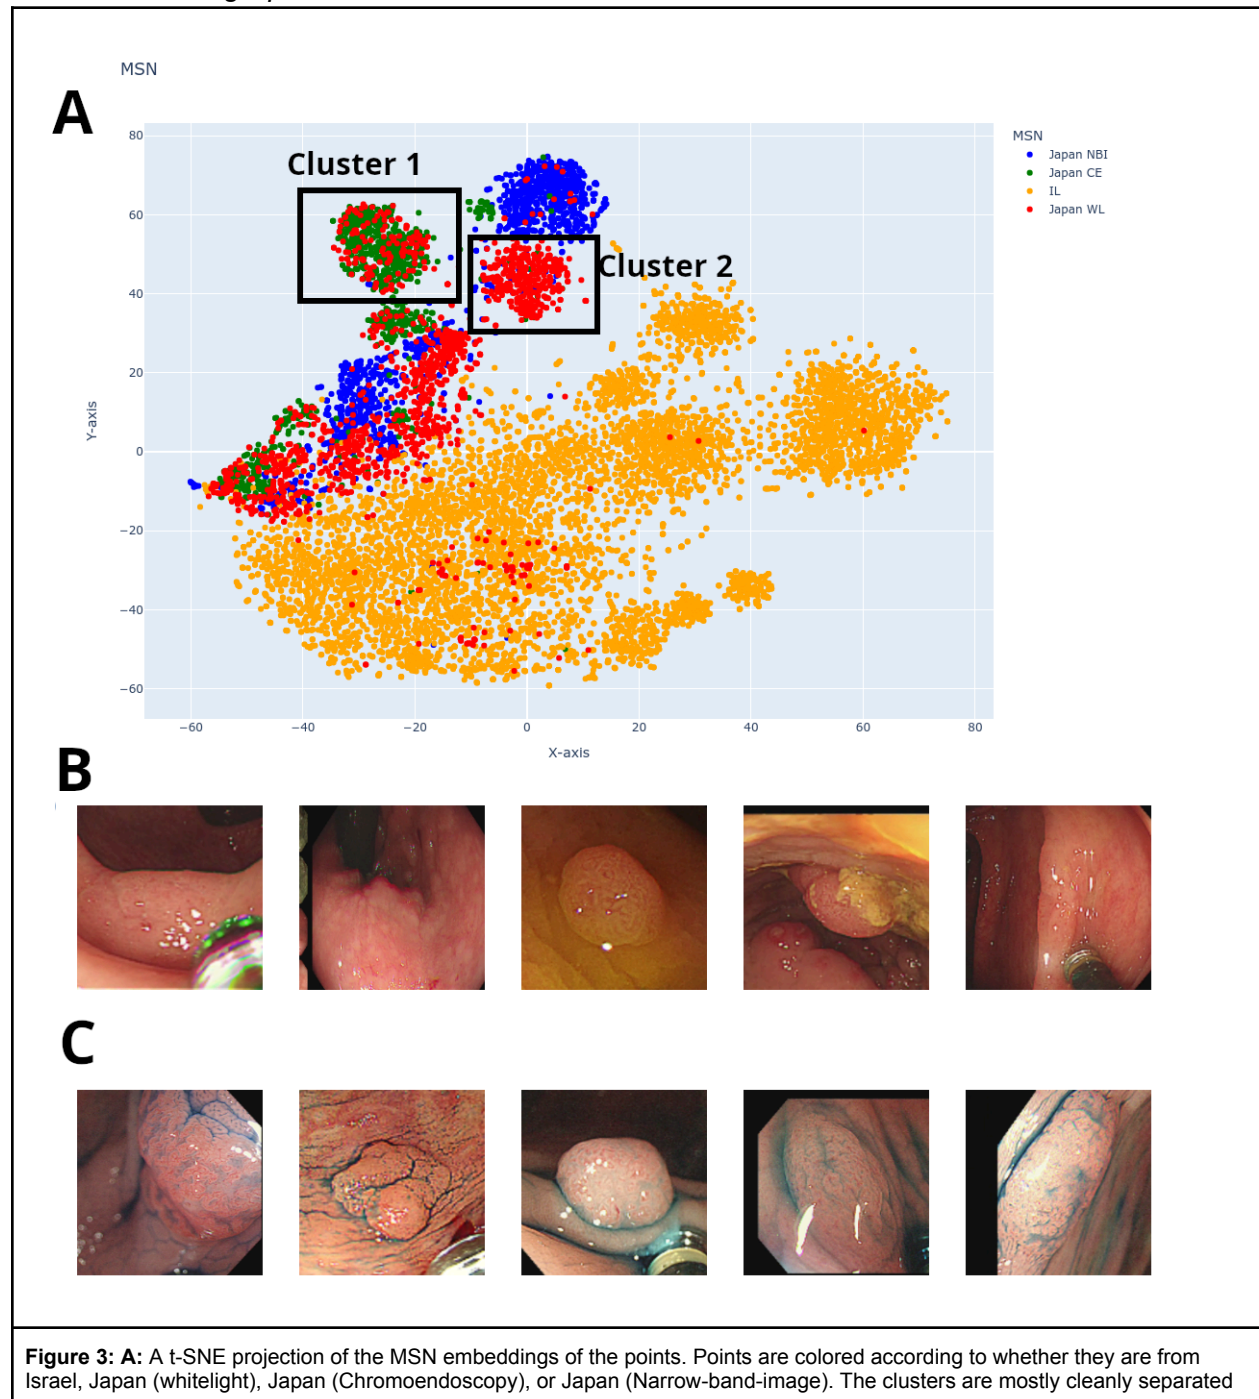 MSN
A
Cluster 1
Cluster 2
MSN
Japan NBI
Japan CE
IL
Japan WL
80
60
40
20
0
−20
−40
−60
Y-axis
−60
−40
−20
0
20
40
60
80
X-axis
B
C
Figure 3: A: A t-SNE projection of the MSN embeddings of the points. Points are colored according to whether they are from
Israel, Japan (whitelight), Japan (Chromoendoscopy), or Japan (Narrow-band-image). The clusters are mostly cleanly separated